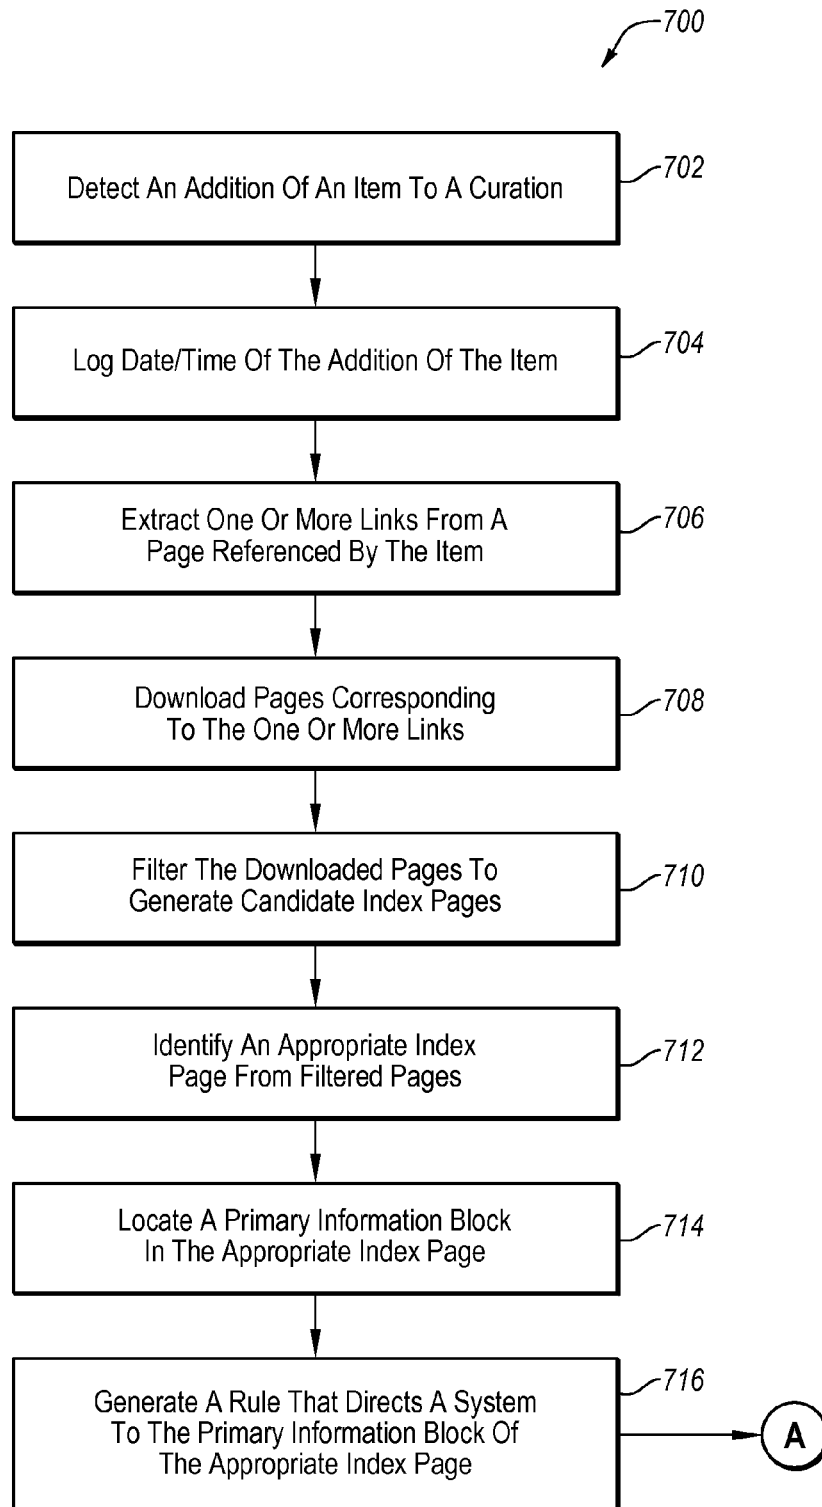 700
Detect An Addition Of An Item To A Curation
702
Log Date/Time Of The Addition Of The Item
704
Extract One Or More Links From A
Page Referenced By The Item
706
Download Pages Corresponding
To The One Or More Links
708
Filter The Downloaded Pages To
Generate Candidate Index Pages
710
Identify An Appropriate Index
Page From Filtered Pages
712
Locate A Primary Information Block
In The Appropriate Index Page
714
Generate A Rule That Directs A System
To The Primary Information Block Of
The Appropriate Index Page
716
A